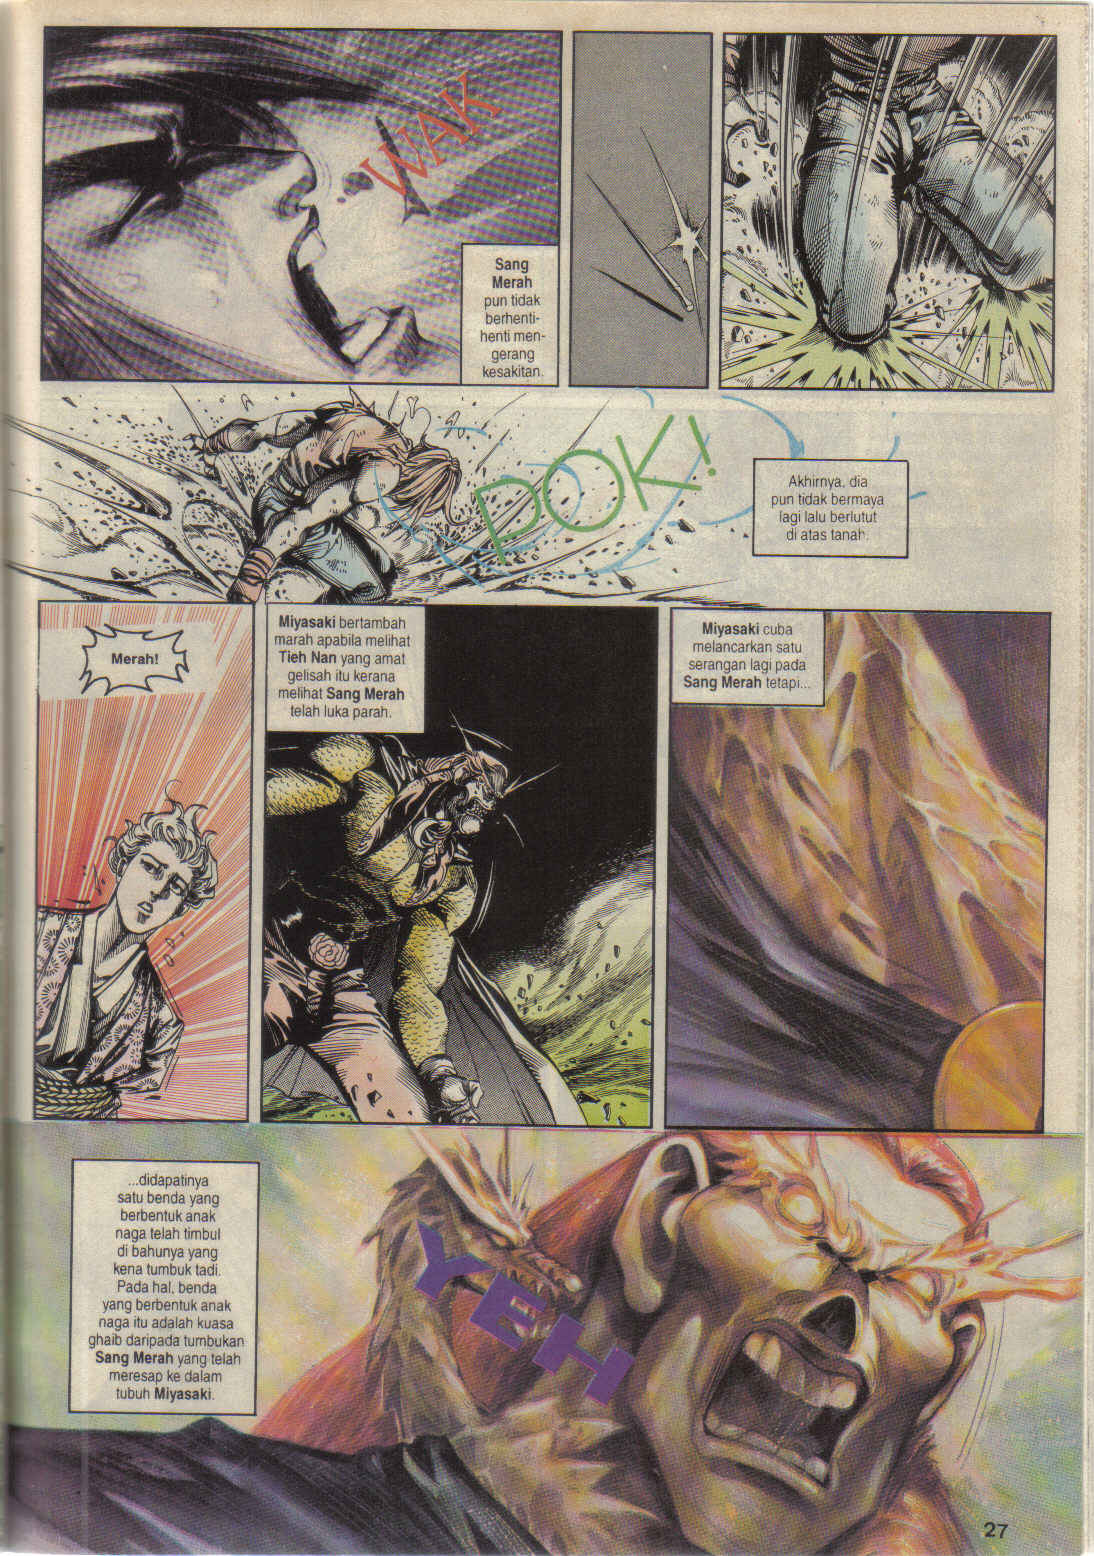 WAK
Sang
Merah
pun tidak
berhenti-
henti men-
gerang
kesakitan.
POK!
Akhirnya, dia
pun tidak bermaya
lagi lalu berlutut
di atas tanah.
Merah!
Miyasaki bertambah
marah apabila melihat
Tieh Nan yang amat
gelisah itu kerana
melihat Sang Merah
telah luka parah.
Miyasaki cuba
melancarkan satu
serangan lagi pada
Sang Merah tetapi...
...didapatinya
satu benda yang
berbentuk anak
naga telah timbul
di bahunya yang
kena tumbuk tadi.
Pada hal, benda
yang berbentuk anak
naga itu adalah kuasa
ghaib daripada tumbukan
Sang Merah yang telah
meresap ke dalam
tubuh Miyasaki.
YEH
27